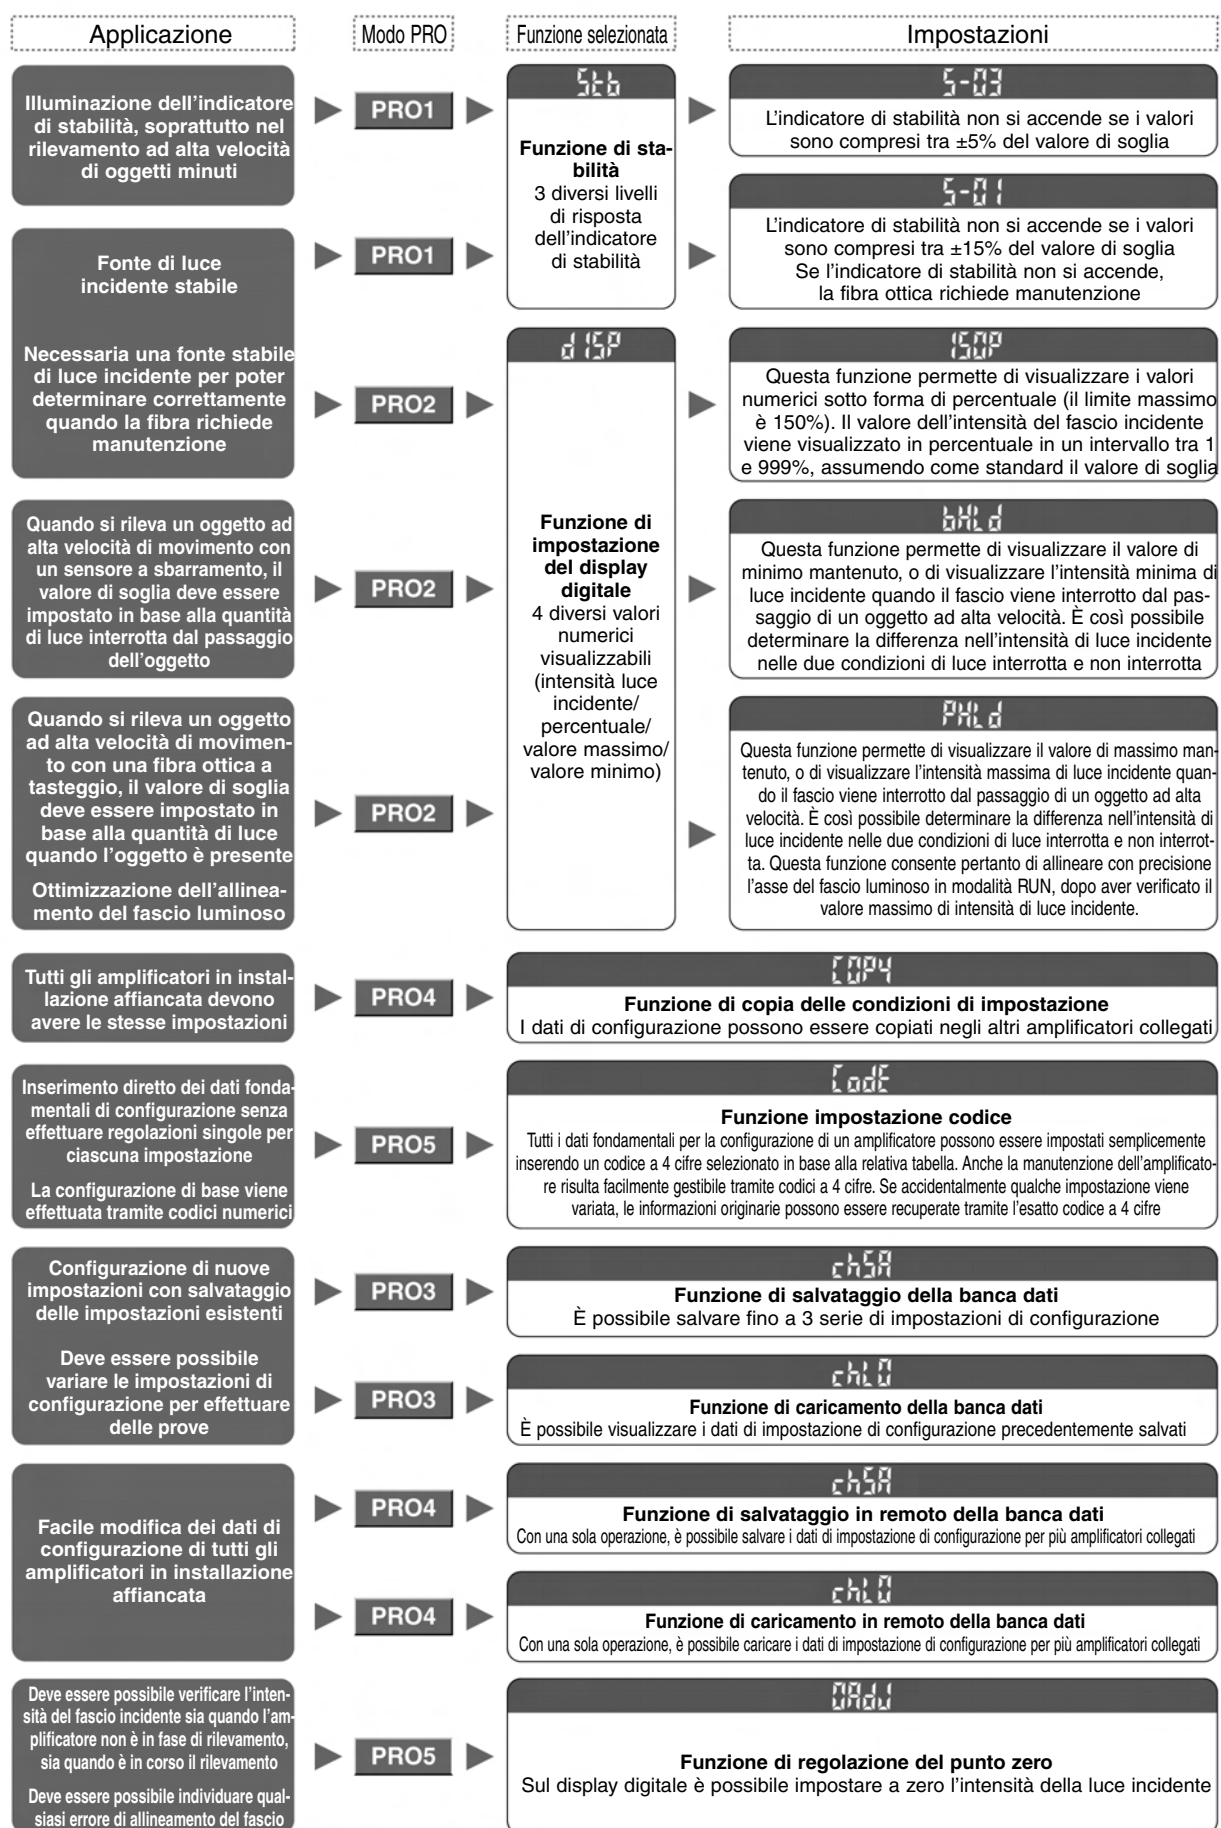 Applicazione
Modo PRO
Funzione selezionata
Impostazioni
Illuminazione dell'indicatore
di stabilità, soprattutto nel
rilevamento ad alta velocità
di oggetti minuti
PRO1
Stb
Funzione di sta-
bilità
3 diversi livelli
di risposta
dell'indicatore
di stabilità
S-03
L'indicatore di stabilità non si accende se i valori
sono compresi tra ±5% del valore di soglia
Fonte di luce
incidente stabile
PRO1
S-01
L'indicatore di stabilità non si accende se i valori
sono compresi tra ±15% del valore di soglia
Se l'indicatore di stabilità non si accende,
la fibra ottica richiede manutenzione
Necessaria una fonte stabile
di luce incidente per poter
determinare correttamente
quando la fibra richiede
manutenzione
PRO2
dISP
Funzione di
impostazione
del display
digitale
4 diversi valori
numerici
visualizzabili
(intensità luce
incidente/
percentuale/
valore massimo/
valore minimo)
150P
Questa funzione permette di visualizzare i valori
numerici sotto forma di percentuale (il limite massimo
è 150%). Il valore dell'intensità del fascio incidente
viene visualizzato in percentuale in un intervallo tra 1
e 999%, assumendo come standard il valore di soglia
Quando si rileva un oggetto ad
alta velocità di movimento con
un sensore a sbarramento, il
valore di soglia deve essere
impostato in base alla quantità
di luce interrotta dal passaggio
dell'oggetto
PRO2
bHLd
Questa funzione permette di visualizzare il valore di
minimo mantenuto, o di visualizzare l'intensità minima di
luce incidente quando il fascio viene interrotto dal pas-
saggio di un oggetto ad alta velocità. È così possibile
determinare la differenza nell'intensità di luce incidente
nelle due condizioni di luce interrotta e non interrotta
Quando si rileva un oggetto
ad alta velocità di movimen-
to con una fibra ottica a
tasteggio, il valore di soglia
deve essere impostato in
base alla quantità di luce
quando l'oggetto è presente
Ottimizzazione dell'allinea-
mento del fascio luminoso
PRO2
PHLd
Questa funzione permette di visualizzare il valore di massimo man-
tenuto, o di visualizzare l'intensità massima di luce incidente quan-
do il fascio viene interrotto dal passaggio di un oggetto ad alta
velocità. È così possibile determinare la differenza nell'intensità di
luce incidente nelle due condizioni di luce interrotta e non interrot-
ta. Questa funzione consente pertanto di allineare con precisione
l'asse del fascio luminoso in modalità RUN, dopo aver verificato il
valore massimo di intensità di luce incidente.
Tutti gli amplificatori in instal-
lazione affiancata devono
avere le stesse impostazioni
PRO4
COPY
Funzione di copia delle condizioni di impostazione
I dati di configurazione possono essere copiati negli altri amplificatori collegati
Inserimento diretto dei dati fonda-
mentali di configurazione senza
effettuare regolazioni singole per
ciascuna impostazione
La configurazione di base viene
effettuata tramite codici numerici
PRO5
CodE
Funzione impostazione codice
Tutti i dati fondamentali per la configurazione di un amplificatore possono essere impostati semplicemente
inserendo un codice a 4 cifre selezionato in base alla relativa tabella. Anche la manutenzione dell'amplificato-
re risulta facilmente gestibile tramite codici a 4 cifre. Se accidentalmente qualche impostazione viene
variata, le informazioni originarie possono essere recuperate tramite l'esatto codice a 4 cifre
Configurazione di nuove
impostazioni con salvataggio
delle impostazioni esistenti
PRO3
chSA
Funzione di salvataggio della banca dati
È possibile salvare fino a 3 serie di impostazioni di configurazione
Deve essere possibile
variare le impostazioni di
configurazione per effettuare
delle prove
PRO3
chLO
Funzione di caricamento della banca dati
È possibile visualizzare i dati di impostazione di configurazione precedentemente salvati
Facile modifica dei dati di
configurazione di tutti gli
amplificatori in installazione
affiancata
PRO4
chSA
Funzione di salvataggio in remoto della banca dati
Con una sola operazione, è possibile salvare i dati di impostazione di configurazione per più amplificatori collegati
PRO4
chLO
Funzione di caricamento in remoto della banca dati
Con una sola operazione, è possibile caricare i dati di impostazione di configurazione per più amplificatori collegati
Deve essere possibile verificare l'inten-
sità del fascio incidente sia quando l'am-
plificatore non è in fase di rilevamento,
sia quando è in corso il rilevamento
Deve essere possibile individuare qual-
siasi errore di allineamento del fascio
PRO5
0AdJ
Funzione di regolazione del punto zero
Sul display digitale è possibile impostare a zero l'intensità della luce incidente